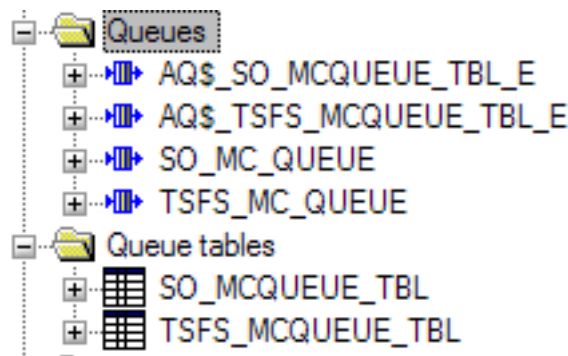 Queues
AQ$_SO_MCQUEUE_TBL_E
AQ$_TSFS_MCQUEUE_TBL_E
SO_MC_QUEUE
TSFS_MC_QUEUE
Queue tables
SO_MCQUEUE_TBL
TSFS_MCQUEUE_TBL